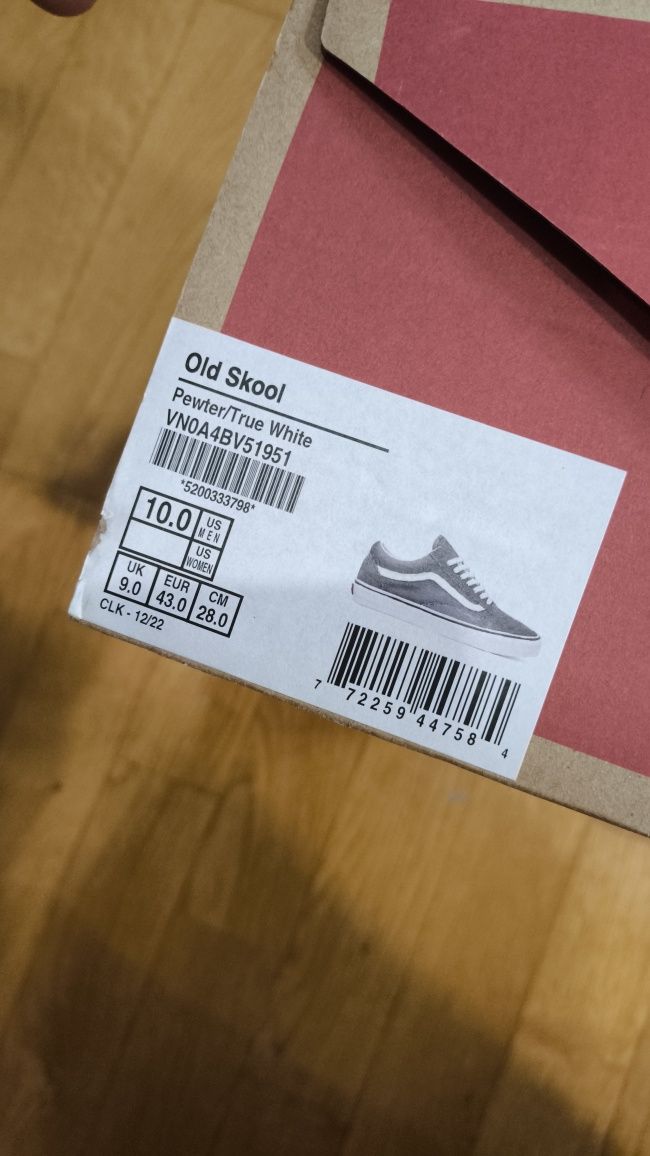 Old Skool
Pewter/True White
VN0A4BV51951
*5200333798*
10.0 US MEN
US WOMEN
UK 9.0 EUR 43.0 CM 28.0
CLK - 12/22
7 72259 44758 4